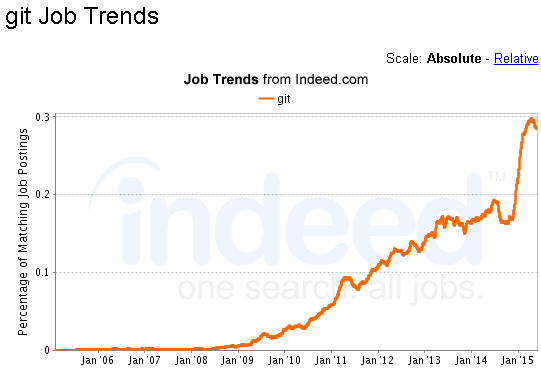 git Job Trends
Scale: Absolute - Relative
Job Trends from Indeed.com
git
Percentage of Matching Job Postings
0.3
0.2
0.1
0
indeed™
one search. all jobs.
Jan'06 Jan'07 Jan'08 Jan'09 Jan'10 Jan'11 Jan'12 Jan'13 Jan'14 Jan'15